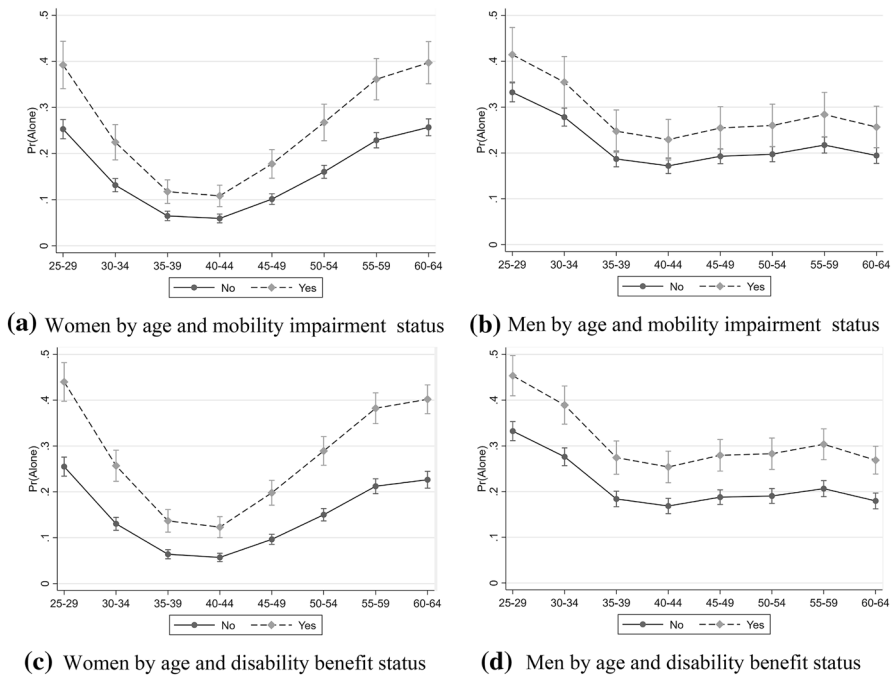 .5
.4
.3
.2
.1
0
Pr(Alone)
25-29 30-34 35-39 40-44 45-49 50-54 55-59 60-64
No Yes
(a) Women by age and mobility impairment status
.5
.4
.3
.2
.1
0
Pr(Alone)
25-29 30-34 35-39 40-44 45-49 50-54 55-59 60-64
No Yes
(b) Men by age and mobility impairment status
.5
.4
.3
.2
.1
0
Pr(Alone)
25-29 30-34 35-39 40-44 45-49 50-54 55-59 60-64
No Yes
(c) Women by age and disability benefit status
.5
.4
.3
.2
.1
0
Pr(Alone)
25-29 30-34 35-39 40-44 45-49 50-54 55-59 60-64
No Yes
(d) Men by age and disability benefit status